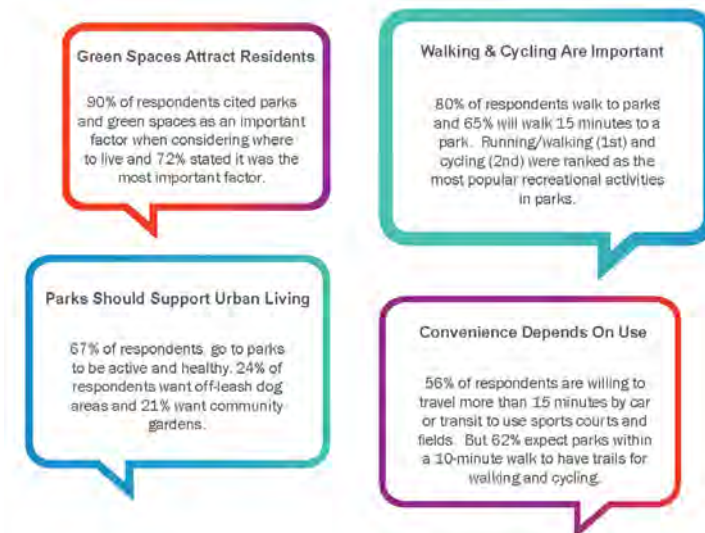 Green Spaces Attract Residents
90% of respondents cited parks
and green spaces as an important
factor when considering where
to live and 72% stated it was the
most important factor.
Walking & Cycling Are Important
80% of respondents walk to parks
and 65% will walk 15 minutes to a
park. Running/walking (1st) and
cycling (2nd) were ranked as the
most popular recreational activities
in parks.
Parks Should Support Urban Living
67% of respondents go to parks
to be active and healthy. 24% of
respondents want off-leash dog
areas and 21% want community
gardens.
Convenience Depends On Use
56% of respondents are willing to
travel more than 15 minutes by car
or transit to use sports courts and
fields. But 62% expect parks within
a 10-minute walk to have trails for
walking and cycling.